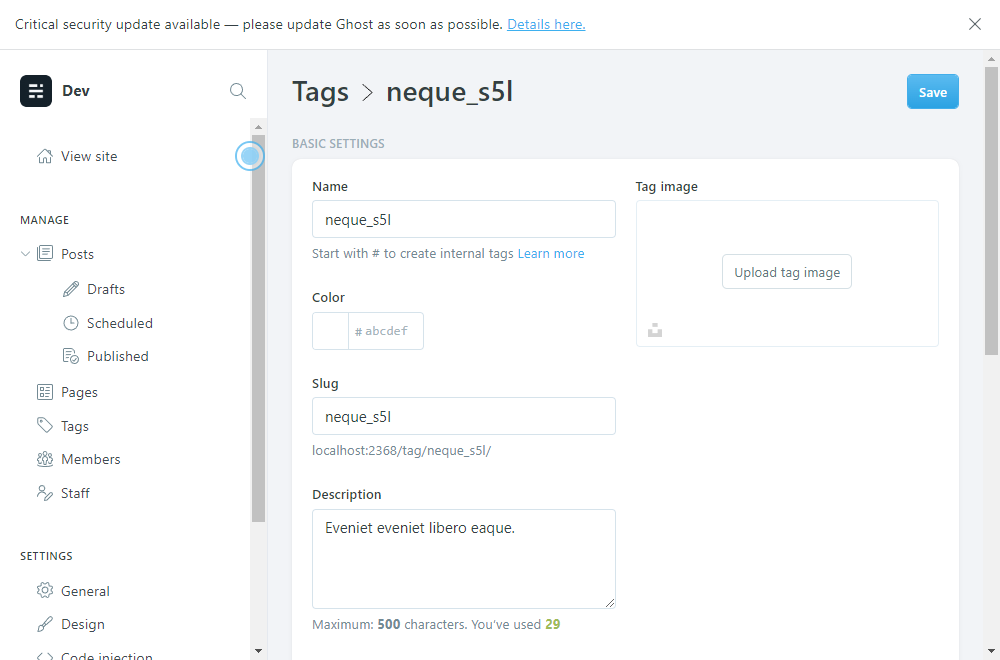 Critical security update available — please update Ghost as soon as possible. Details here.
Dev
View site
MANAGE
Posts
Drafts
Scheduled
Published
Pages
Tags
Members
Staff
SETTINGS
General
Design
Code injection
Tags > neque_s5l
Save
BASIC SETTINGS
Name
neque_s5l
Start with # to create internal tags Learn more
Color
# abcdef
Slug
neque_s5l
localhost:2368/tag/neque_s5l/
Description
Eveniet eveniet libero eaque.
Maximum: 500 characters. You've used 29
Tag image
Upload tag image